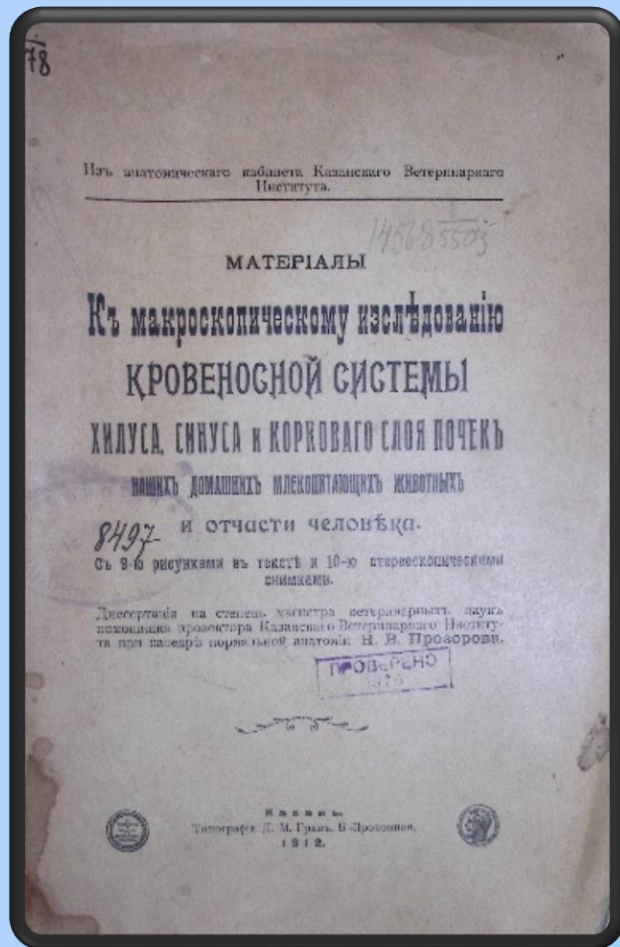 78
Изъ анатомическаго кабинета Казанскаго Ветеринарнаго
Института.
МАТЕРІАЛЫ
Къ макроскопическому изслѣдованію
КРОВЕНОСНОЙ СИСТЕМЫ
ХИЛУСА, СИНУСА и КОРКОВАГО СЛОЯ ПОЧЕКЪ
НАШИХЪ ДОМАШНИХЪ МЛЕКОПИТАЮЩИХЪ ЖИВОТНЫХЪ
и отчасти человѣка.
8497
Съ 9-ю рисунками въ текстѣ и 10-ю стереоскопическими
снимками.
Диссертація на степень магистра ветеринарныхъ наукъ
помощника прозектора Казанскаго Ветеринарнаго Институ-
та при кафедрѣ нормальной анатоміи Н. В. Прозорова.
ПРОВЕРЕНО
Казань.
Типографія Д. М. Гранъ, Б.-Проломная,
1912.